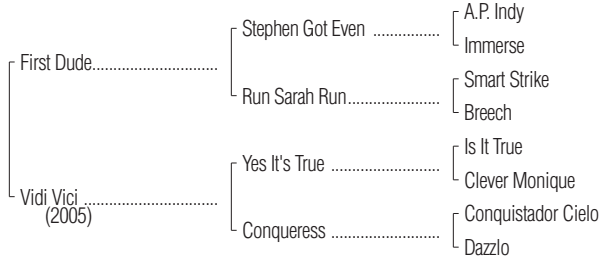 A.P. Indy
Stephen Got Even ................
Immerse
First Dude..............................
Smart Strike
Run Sarah Run......................
Breech
Is It True
Yes It's True .........................
Clever Monique
Vidi Vici ................................
(2005)
Conquistador Cielo
Conqueress .........................
Dazzlo